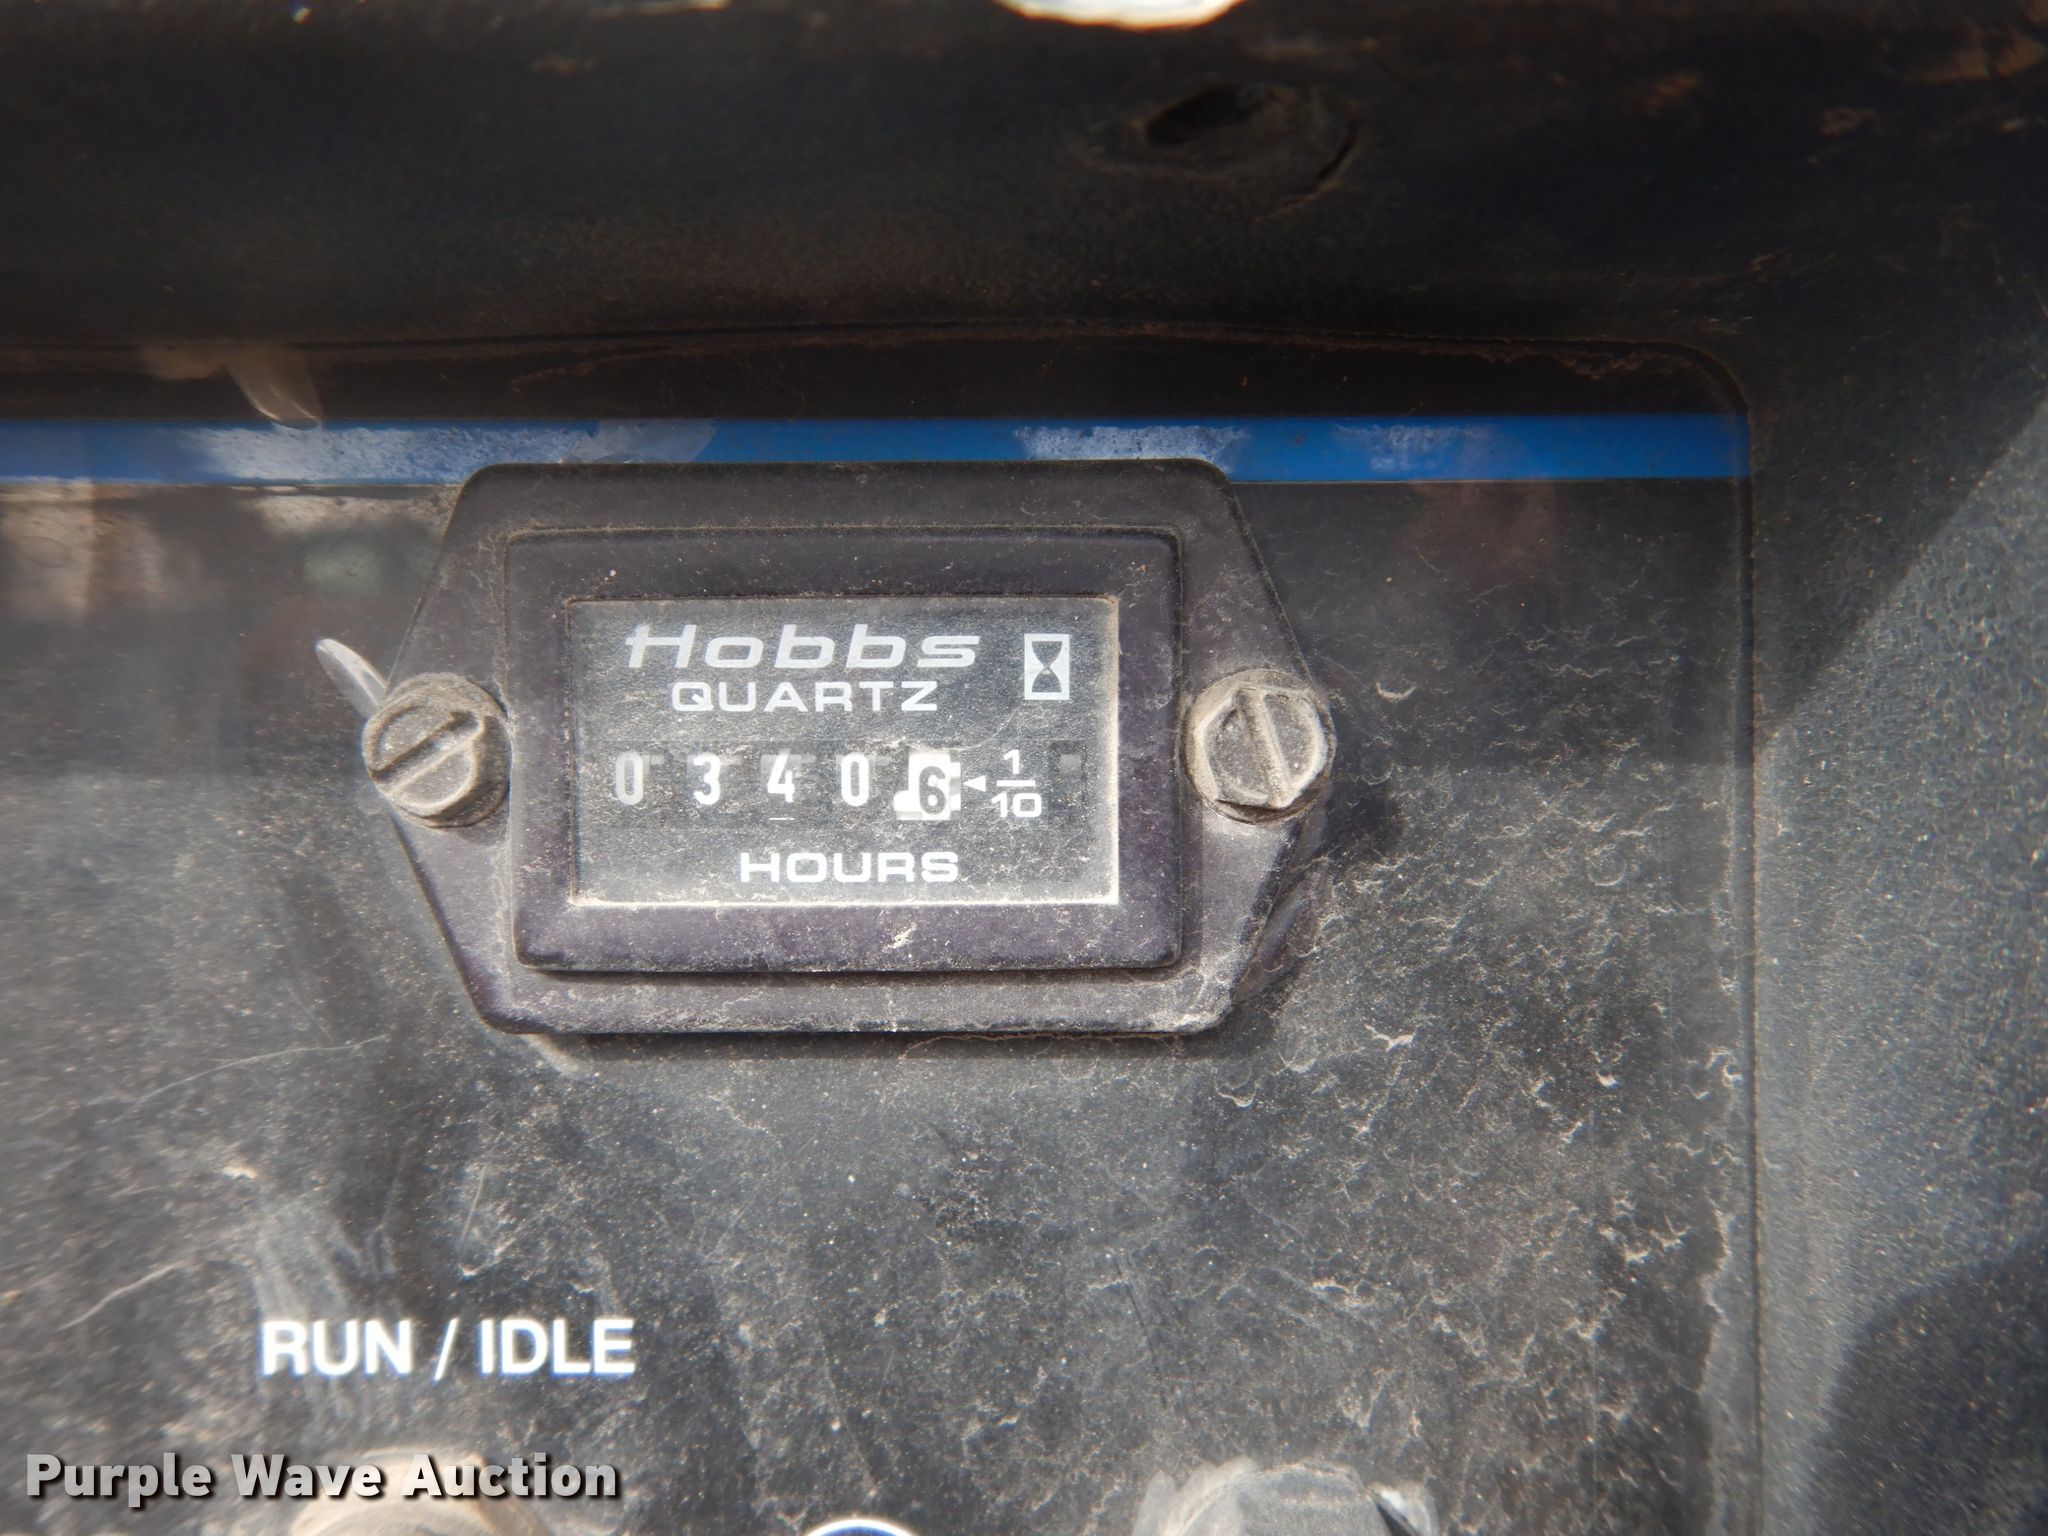 Hobbs
QUARTZ
0 3 4 0 6 1/10
HOURS
RUN / IDLE
Purple Wave Auction